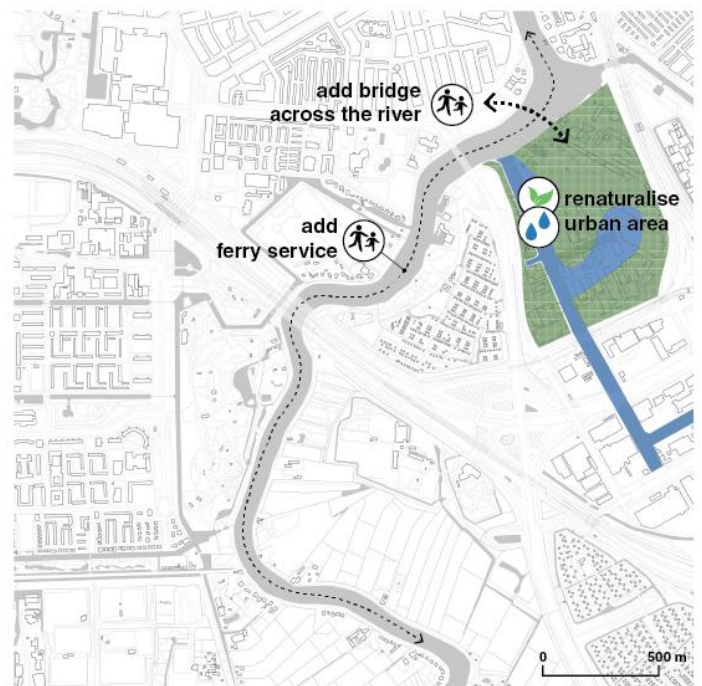 add bridge
across the river
renaturalise
urban area
add
ferry service
0 500 m